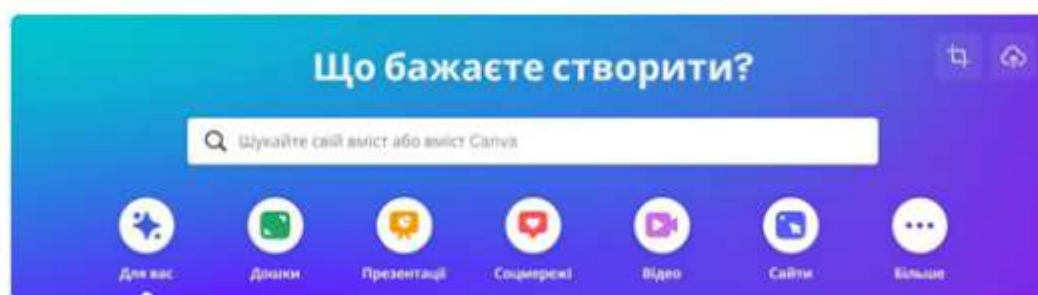 Що бажаєте створити?
Шукайте свій вміст або вміст Canva
Для вас Дошки Презентації Соцмережі Відео Сайти Більше